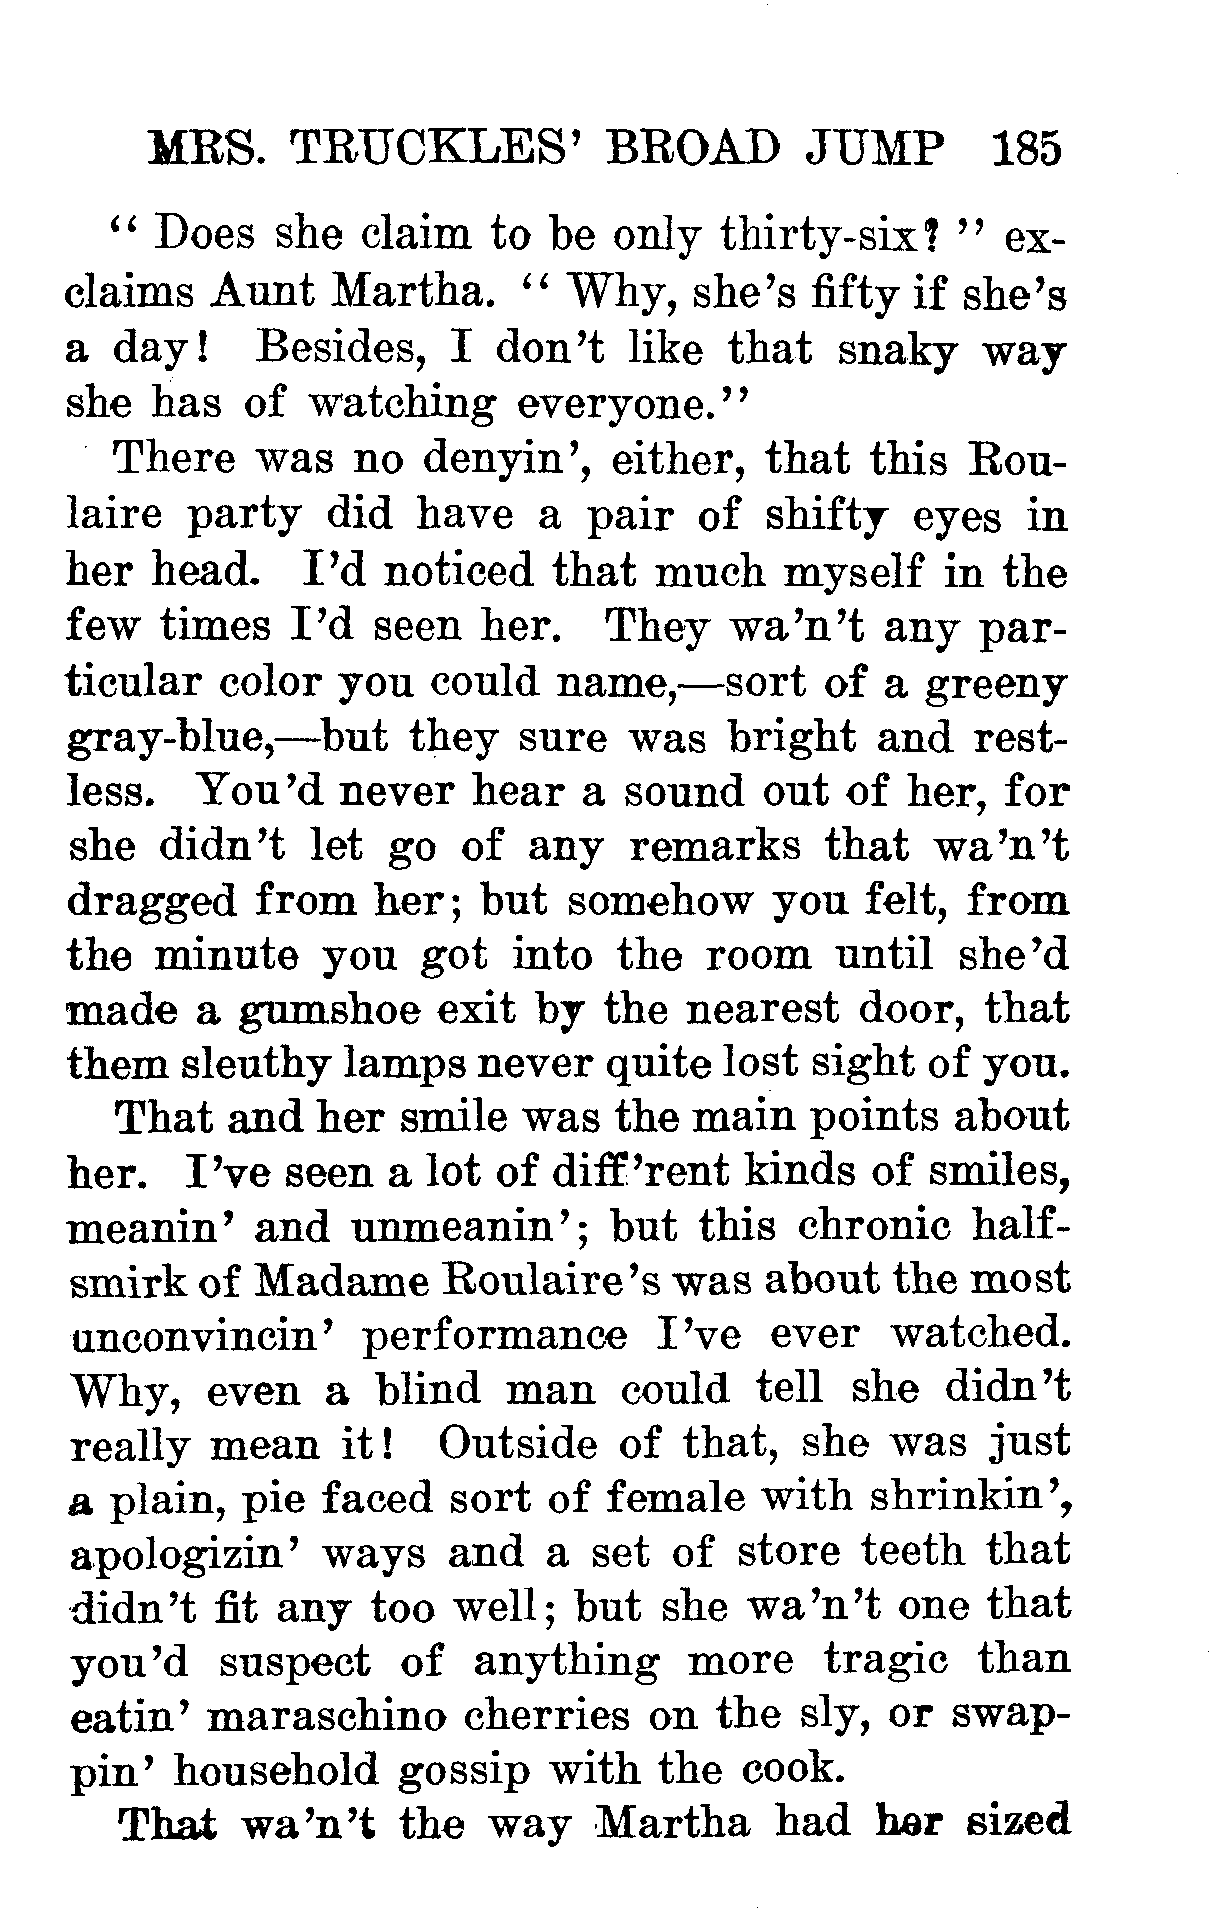 MRS. TRUCKLES' BROAD JUMP 185
" Does she claim to be only thirty-six? " ex-
claims Aunt Martha. " Why, she's fifty if she's
a day! Besides, I don't like that snaky way
she has of watching everyone."
There was no denyin', either, that this Rou-
laire party did have a pair of shifty eyes in
her head. I'd noticed that much myself in the
few times I'd seen her. They wa'n't any par-
ticular color you could name,—sort of a greeny
gray-blue,—but they sure was bright and rest-
less. You'd never hear a sound out of her, for
she didn't let go of any remarks that wa'n't
dragged from her; but somehow you felt, from
the minute you got into the room until she'd
made a gumshoe exit by the nearest door, that
them sleuthy lamps never quite lost sight of you.
That and her smile was the main points about
her. I've seen a lot of diff'rent kinds of smiles,
meanin' and unmeanin'; but this chronic half-
smirk of Madame Roulaire's was about the most
unconvincin' performance I've ever watched.
Why, even a blind man could tell she didn't
really mean it! Outside of that, she was just
a plain, pie faced sort of female with shrinkin',
apologizin' ways and a set of store teeth that
didn't fit any too well; but she wa'n't one that
you'd suspect of anything more tragic than
eatin' maraschino cherries on the sly, or swap-
pin' household gossip with the cook.
That wa'n't the way Martha had her sized